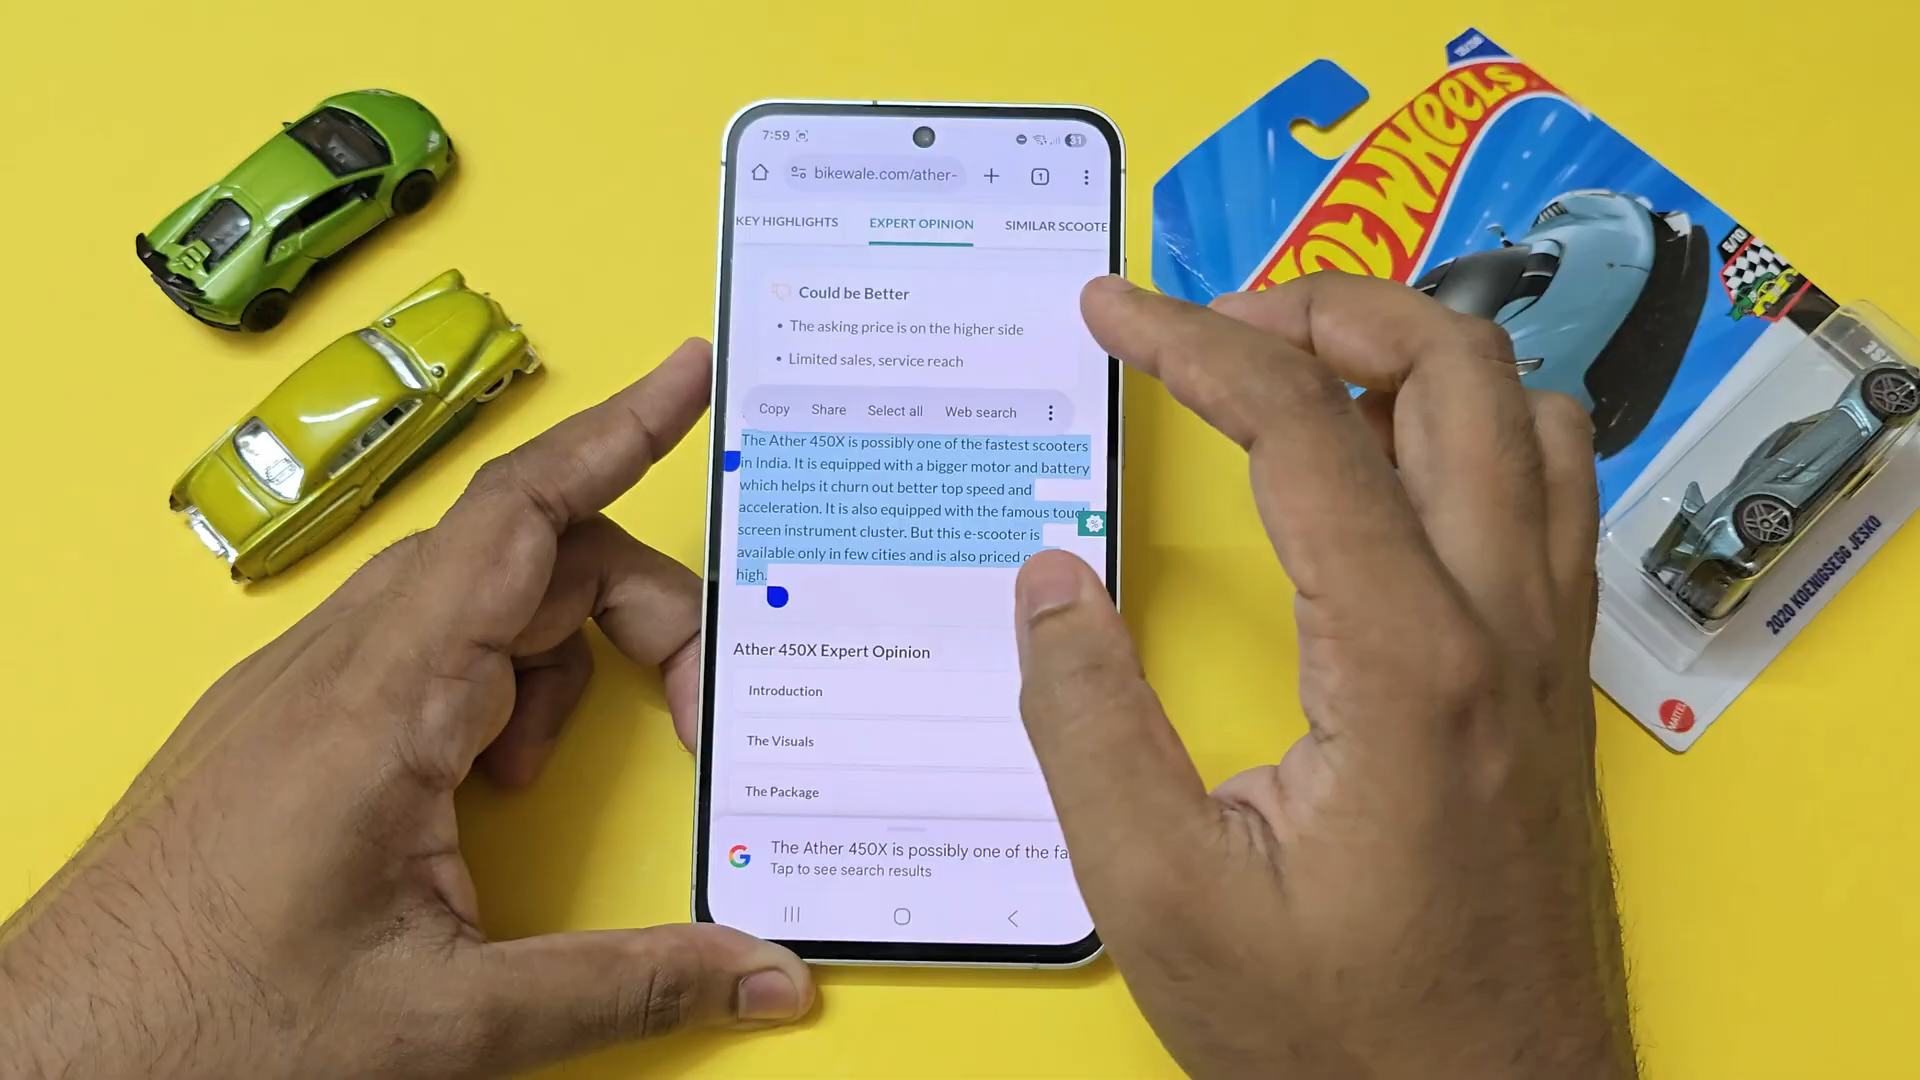 7:59
31
bikewale.com/ather-
1
KEY HIGHLIGHTS
EXPERT OPINION
SIMILAR SCOOTE
Could be Better
• The asking price is on the higher side
• Limited sales, service reach
Copy
Share
Select all
Web search
The Ather 450X is possibly one of the fastest scooters
in India. It is equipped with a bigger motor and battery
which helps it churn out better top speed and
acceleration. It is also equipped with the famous touc
screen instrument cluster. But this e-scooter is
available only in few cities and is also priced
high.
Ather 450X Expert Opinion
Introduction
The Visuals
The Package
The Ather 450X is possibly one of the fa
Tap to see search results
HOT WHEELS
5/10
2020 KOENIGSEGG JESKO
MATTEL